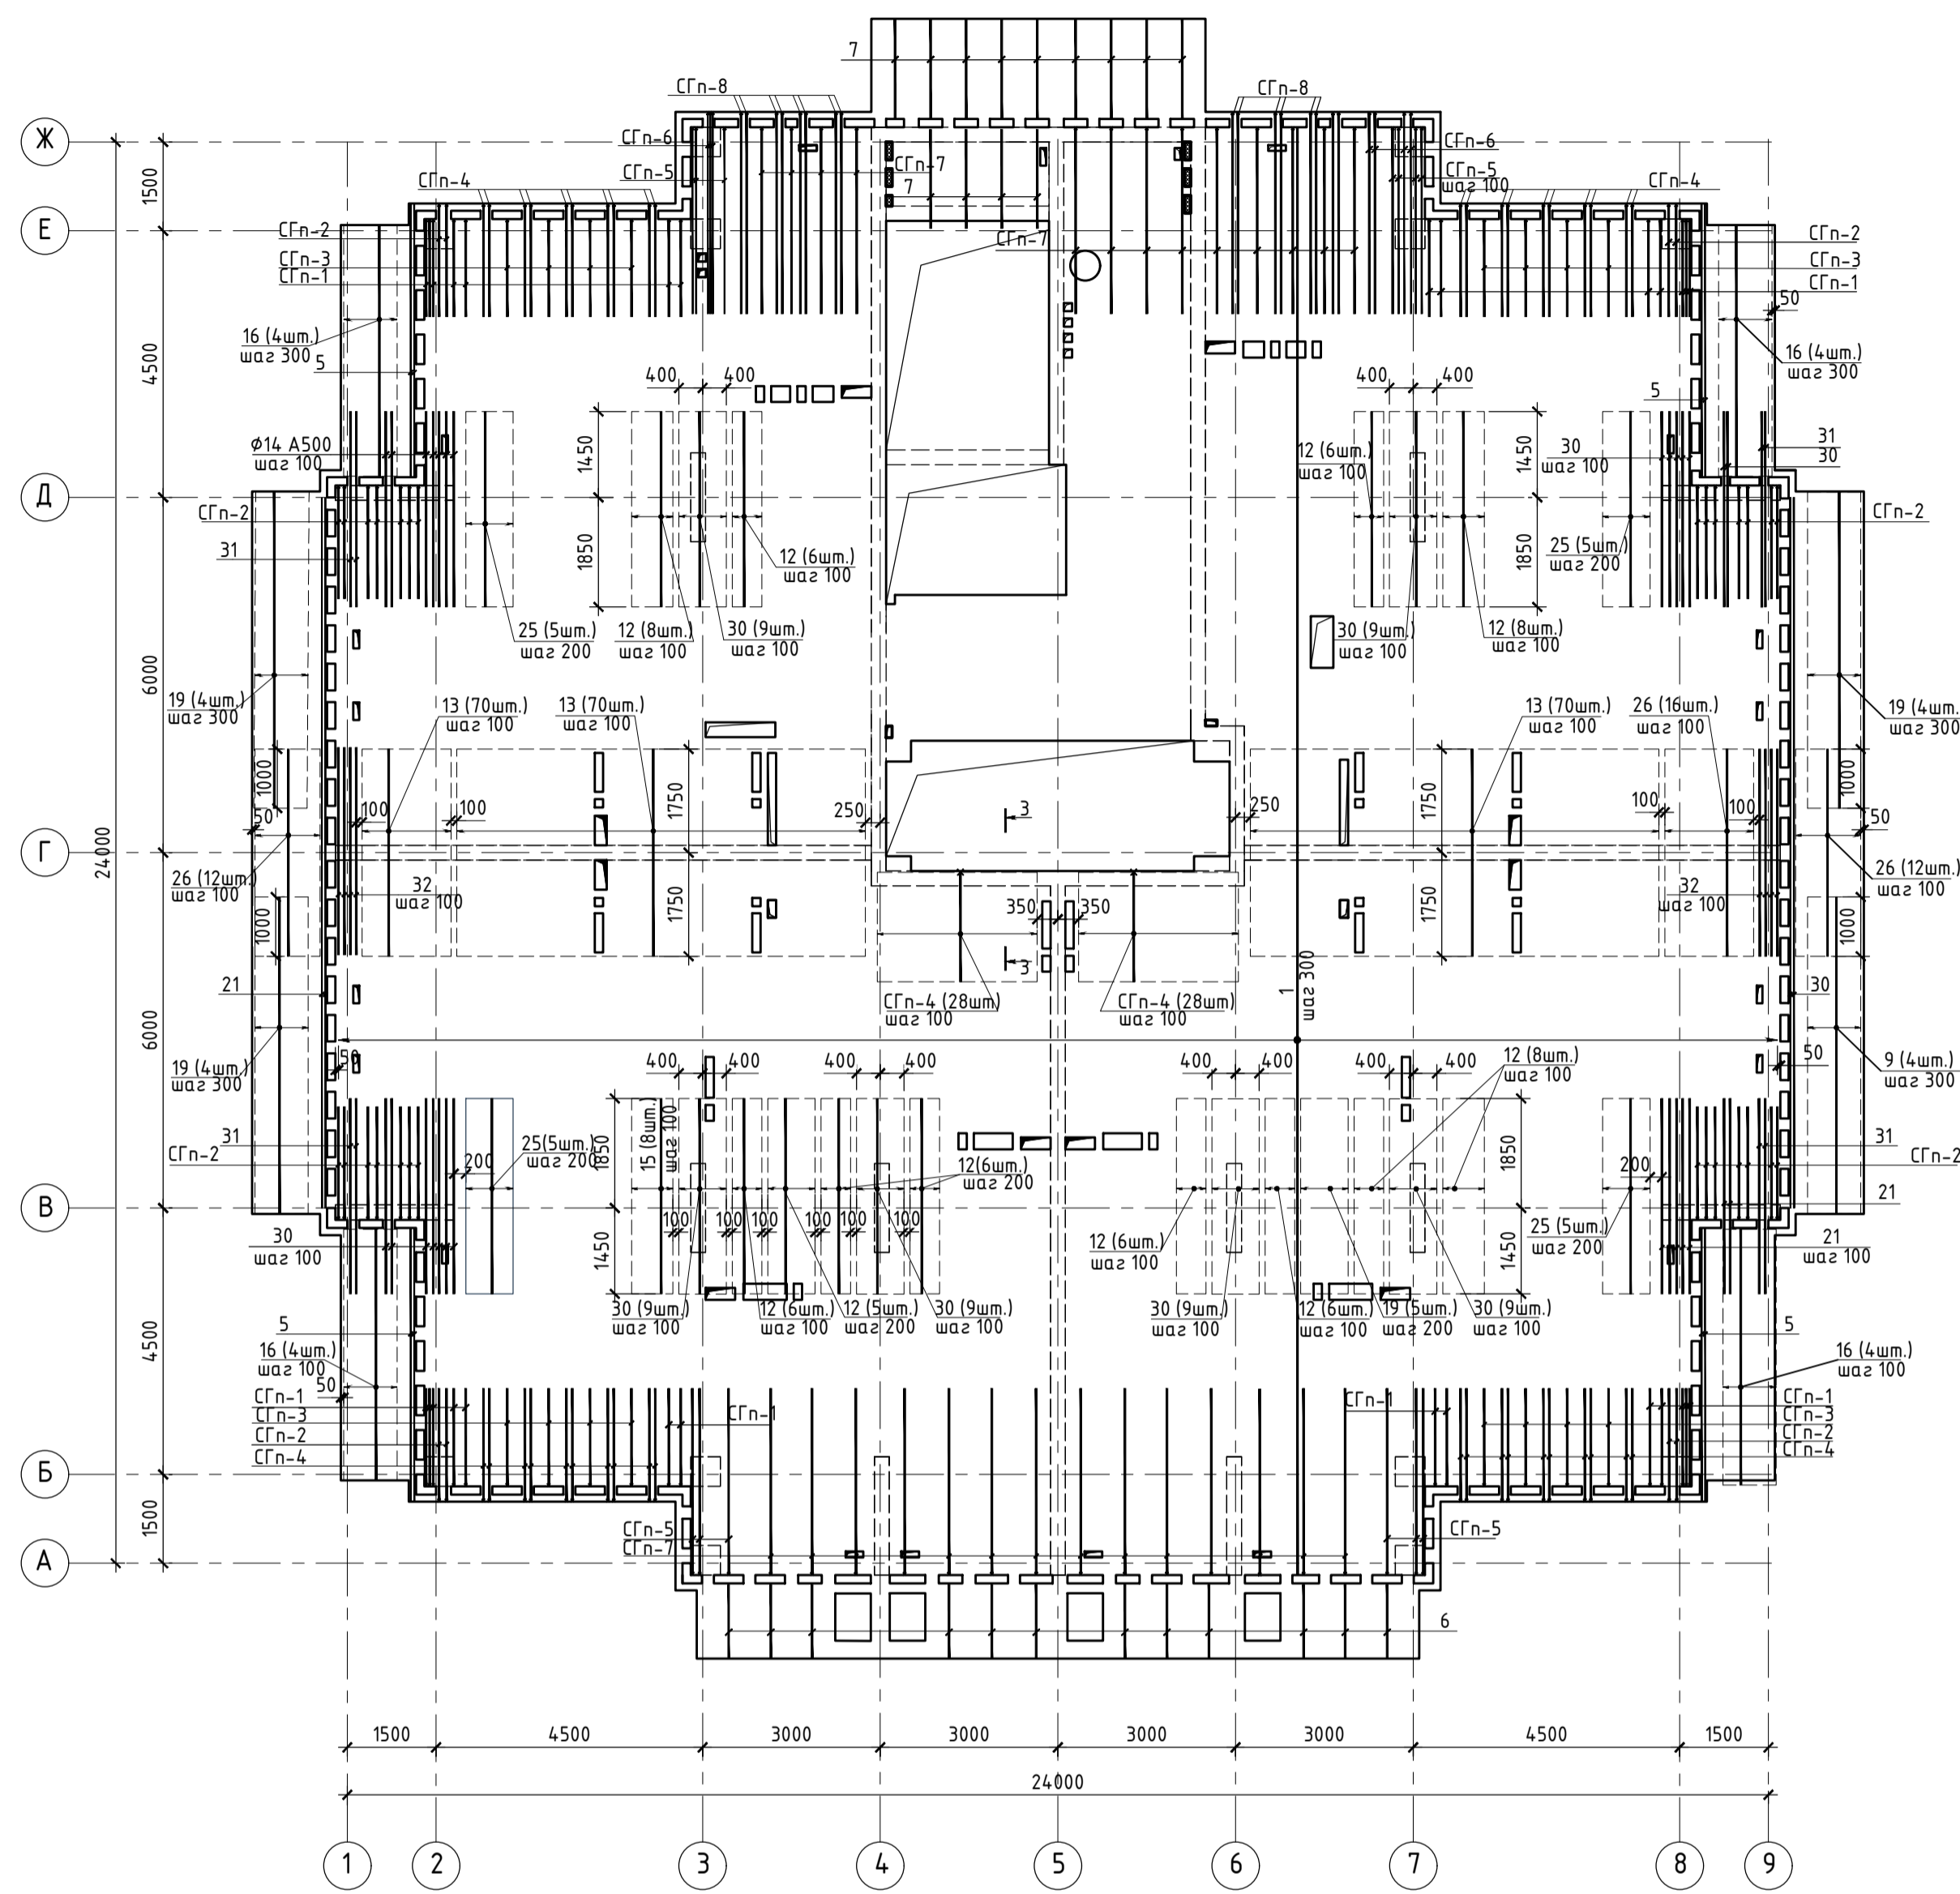 7
СГп-8
СГп-8
Ж
СГп-6
СГп-6
СГп-5
СГп-7
СГп-5
шаг 100
7
СГп-4
СГп-4
1500
Е
СГп-2
СГп-7
СГп-2
СГп-3
СГп-3
СГп-1
СГп-1
50
16 (4шт.)
шаг 300
5
16 (4шт.)
шаг 300
5
4500
400
400
400
400
Ø14 А500
шаг 100
1450
12 (6шт.)
шаг 100
1450
30
шаг 100
31
30
Д
СГп-2
СГп-2
31
1850
12 (6шт.)
шаг 100
1850
25 (5шт.)
шаг 200
25 (5шт.)
шаг 200
12 (8шт.)
шаг 100
30 (9шт.)
шаг 100
30 (9шт.)
шаг 100
12 (8шт.)
шаг 100
6000
19 (4шт.)
шаг 300
13 (70шт.)
шаг 100
13 (70шт.)
шаг 100
13 (70шт.)
шаг 100
26 (16шт.)
шаг 100
19 (4шт.
шаг 300
1000
50
100
100
1750
250
3
250
1750
100
100
1000
50
Г
24000
26 (12шт.)
шаг 100
32
шаг 100
32
шаг 100
26 (12шт.)
шаг 100
1000
1750
350
350
1750
1000
3
21
СГп-4 (28шт)
шаг 100
СГп-4 (28шт)
шаг 100
1
шаг 300
30
6000
19 (4шт.)
шаг 300
50
400
400
400
400
400
400
400
400
12 (8шт.)
шаг 100
50
9 (4шт.)
шаг 300
31
СГп-2
200
25(5шт.)
шаг 200
1850
15 (8шт.)
шаг 100
12(6шт.)
шаг 200
1850
200
31
СГп-2
21
В
30
шаг 100
100
100
100
100
100
1450
12 (6шт.)
шаг 100
1450
25 (5шт.)
шаг 200
21
шаг 100
30 (9шт.)
шаг 100
12 (6шт.)
шаг 100
12 (5шт.)
шаг 200
30 (9шт.)
шаг 100
30 (9шт.)
шаг 100
12 (6шт.)
шаг 100
19 (5шт.)
шаг 200
30 (9шт.)
шаг 100
4500
5
16 (4шт.)
шаг 100
50
5
16 (4шт.)
шаг 100
СГп-1
СГп-3
СГп-2
СГп-4
СГп-1
СГп-1
СГп-1
СГп-3
СГп-2
СГп-4
Б
1500
СГп-5
СГп-7
СГп-5
А
6
1500
4500
3000
3000
3000
3000
4500
1500
24000
1
2
3
4
5
6
7
8
9